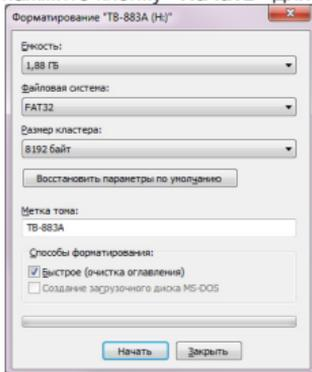 Форматирование "TB-883A (H:)"
Емкость:
1,88 ГБ
Файловая система:
FAT32
Размер кластера:
8192 байт
Восстановить параметры по умолчанию
Метка тома:
TB-883A
Способы форматирования:
Быстрое (очистка оглавления)
Создание загрузочного диска MS-DOS
Начать Закрыть